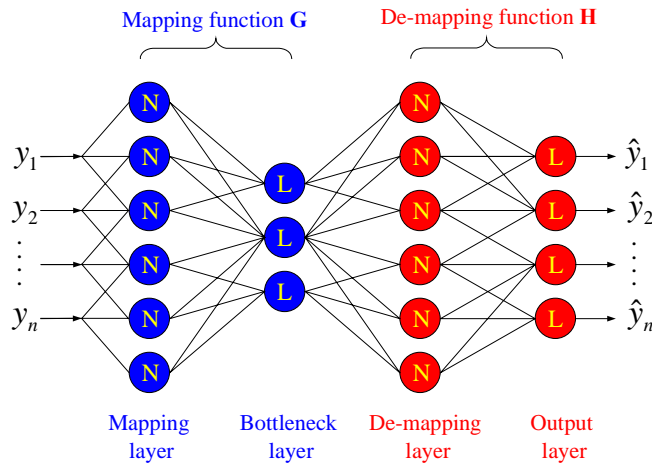 Mapping function G
De-mapping function H
N
N
N
N
N
N
L
L
L
N
N
N
N
N
N
L
L
L
L
y₁
y₂
⋮
yₙ
ŷ₁
ŷ₂
⋮
ŷₙ
Mapping
layer
Bottleneck
layer
De-mapping
layer
Output
layer